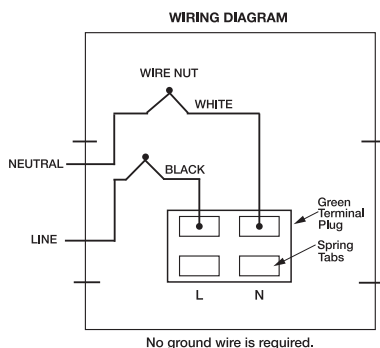 WIRING DIAGRAM
WIRE NUT
WHITE
NEUTRAL
BLACK
Green
Terminal
Plug
LINE
Spring
Tabs
L N
No ground wire is required.